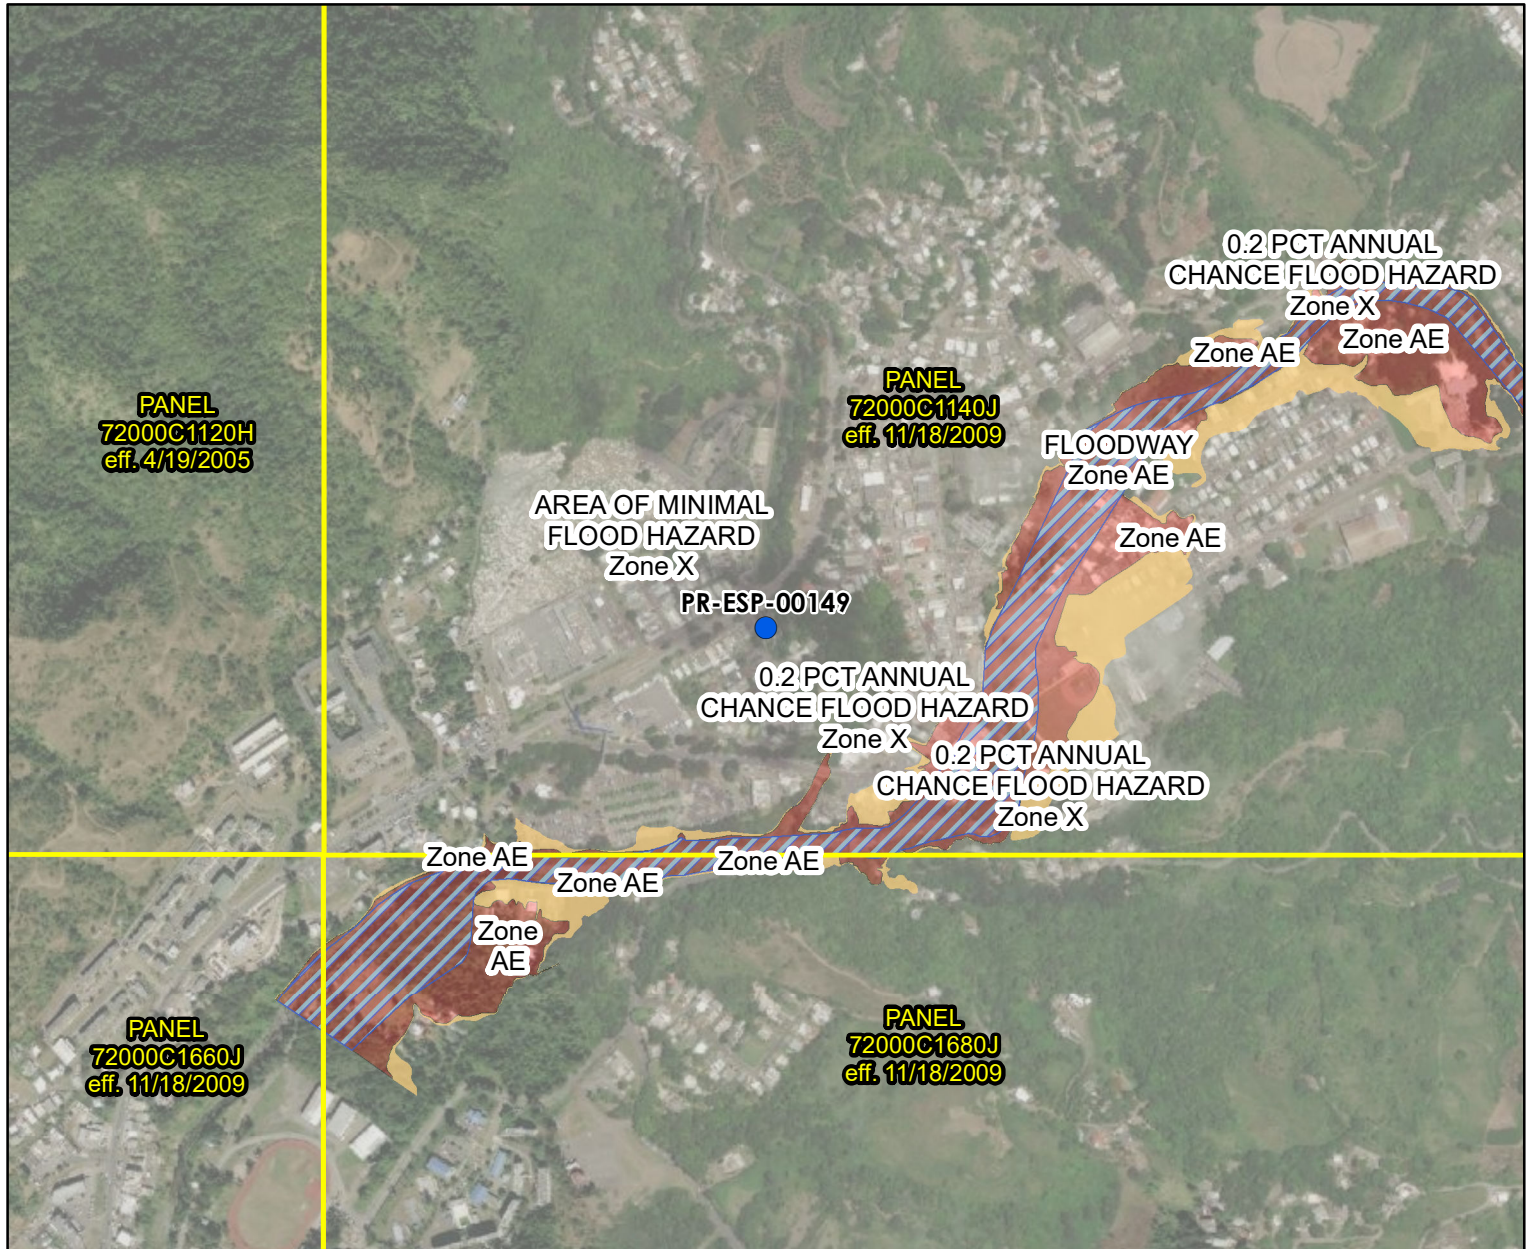 0.2 PCT ANNUAL
CHANCE FLOOD HAZARD
Zone X
Zone AE
Zone AE
PANEL
72000C1120H
eff. 4/19/2005
PANEL
72000C1140J
eff. 11/18/2009
FLOODWAY
Zone AE
AREA OF MINIMAL
FLOOD HAZARD
Zone X
Zone AE
PR-ESP-00149
0.2 PCT ANNUAL
CHANCE FLOOD HAZARD
Zone X
0.2 PCT ANNUAL
CHANCE FLOOD HAZARD
Zone X
Zone AE
Zone AE
Zone AE
Zone
AE
PANEL
72000C1660J
eff. 11/18/2009
PANEL
72000C1680J
eff. 11/18/2009